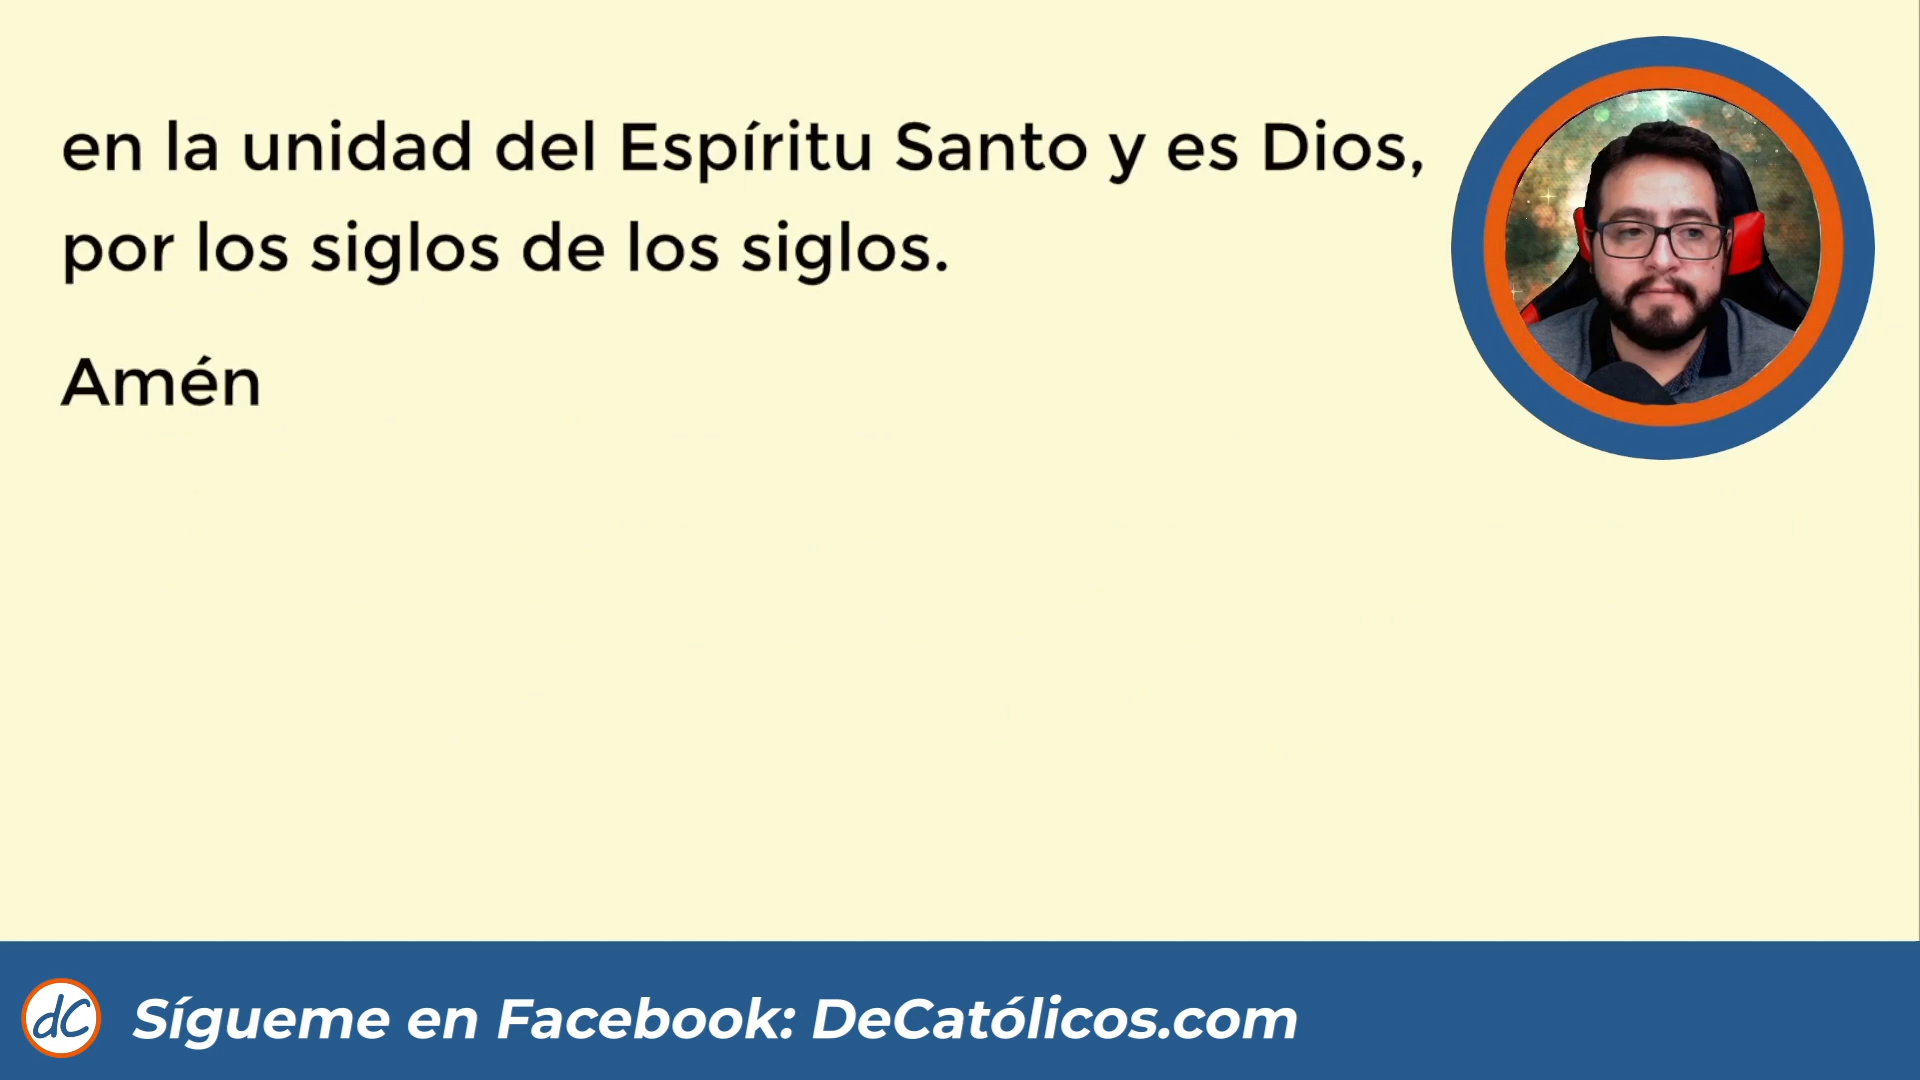 en la unidad del Espíritu Santo y es Dios,
por los siglos de los siglos.
Amén
dC Sígueme en Facebook: DeCatólicos.com